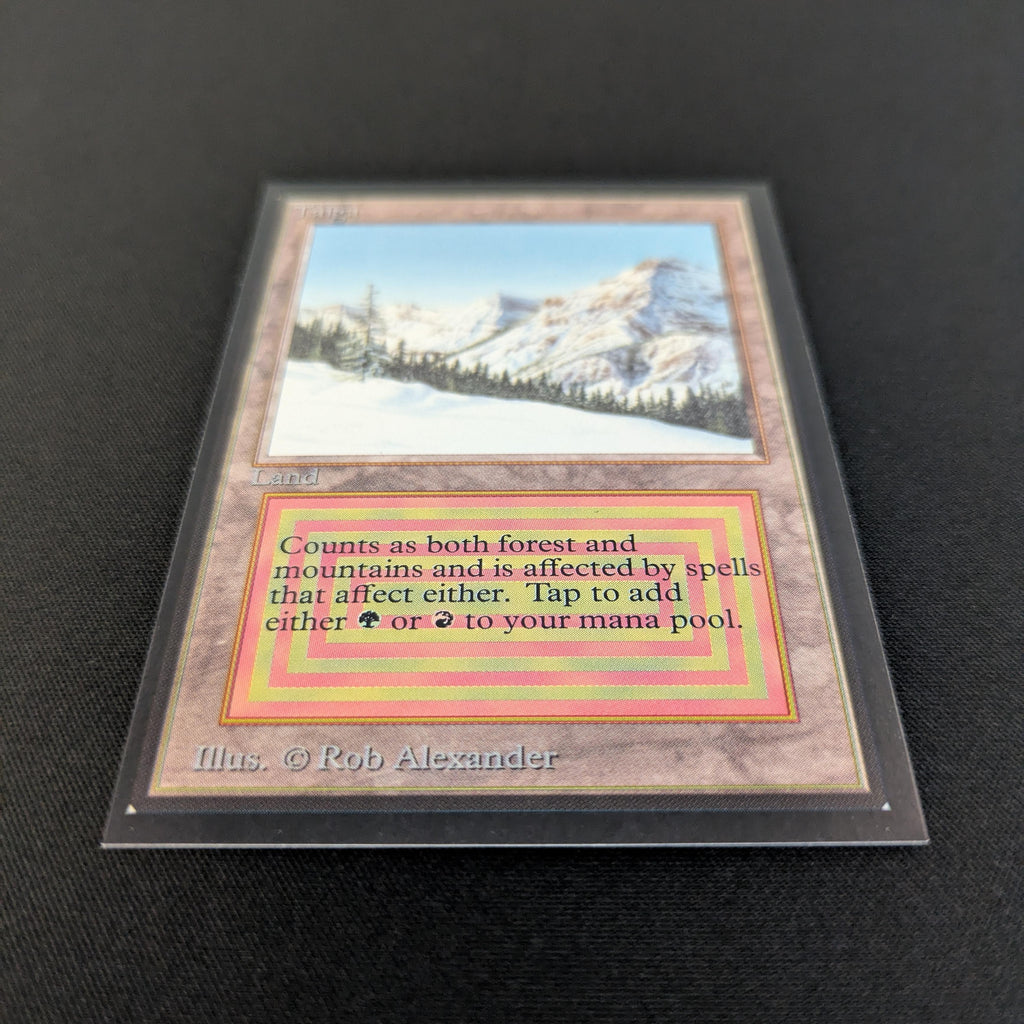 Taiga
Land
Counts as both forest and
mountains and is affected by spells
that affect either. Tap to add
either or to your mana pool.
Illus. © Rob Alexander